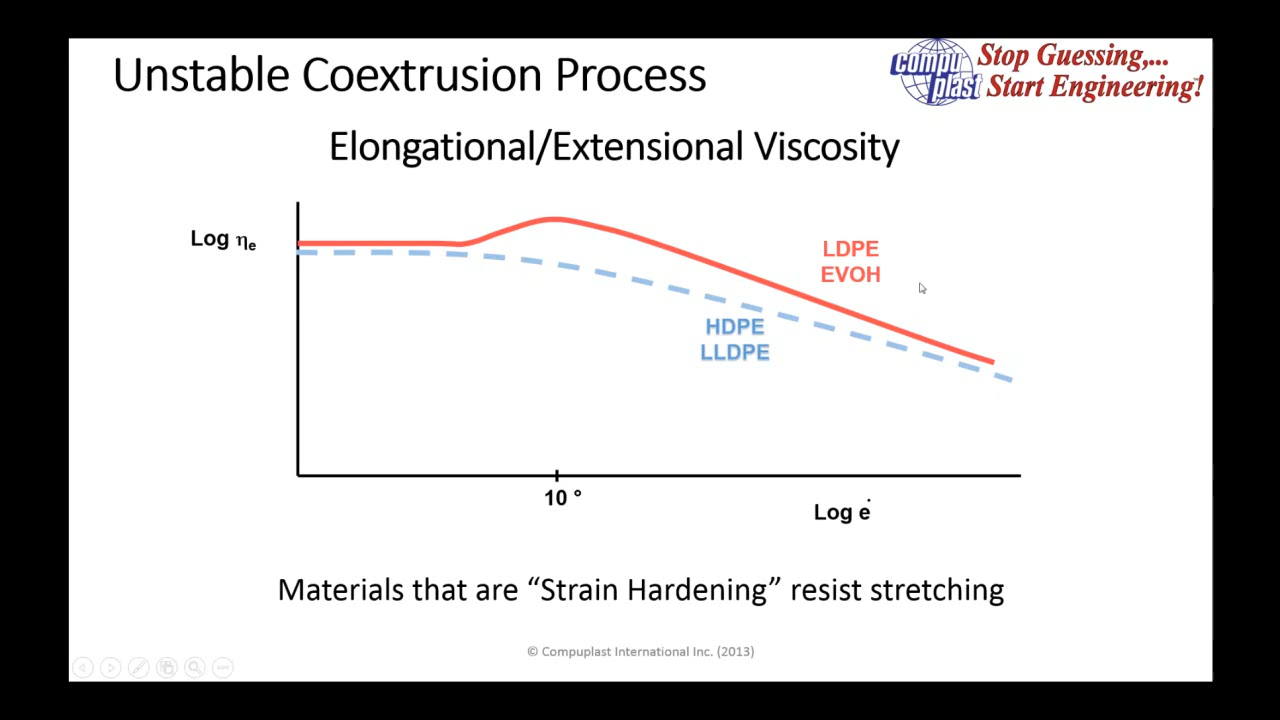 Unstable Coextrusion Process
compu
plast
Stop Guessing,...
Start Engineering!
Elongational/Extensional Viscosity
Log ηe
LDPE
EVOH
HDPE
LLDPE
10 °
Log ė
Materials that are “Strain Hardening” resist stretching
© Compuplast International Inc. (2013)